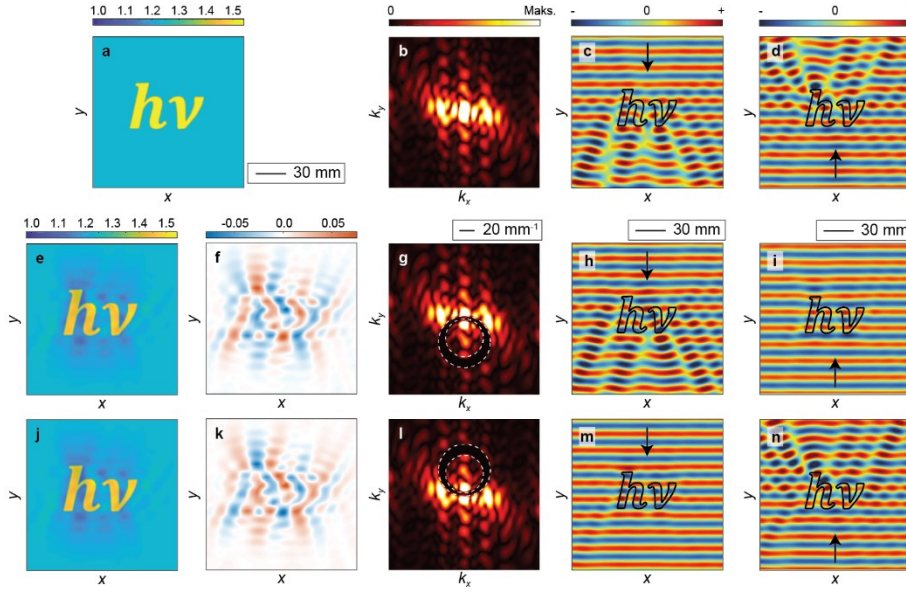 1.0 1.1 1.2 1.3 1.4 1.5
0 Maks.
- 0 +
- 0
a
hν
y
x
30 mm
b
k_y
k_x
c
hν
y
x
d
hν
y
x
1.0 1.1 1.2 1.3 1.4 1.5
-0.05 0.0 0.05
20 mm⁻¹
30 mm
30 mm
e
hν
y
x
f
y
x
g
k_y
k_x
h
hν
y
x
i
hν
y
x
j
hν
y
x
k
y
x
l
k_y
k_x
m
hν
y
x
n
hν
y
x